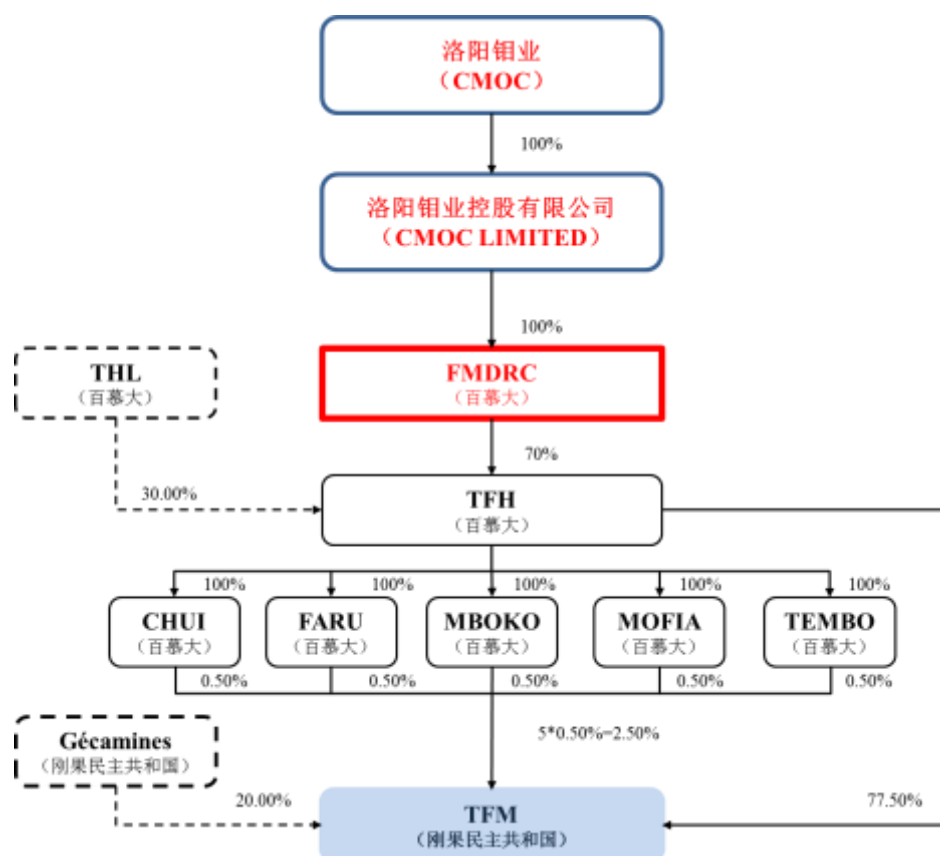 洛阳钼业
（CMOC）
100%
洛阳钼业控股有限公司
（CMOC LIMITED）
100%
THL
（百慕大）
FMDRC
（百慕大）
70%
30.00%
TFH
（百慕大）
100%
100%
100%
100%
100%
CHUI
（百慕大）
FARU
（百慕大）
MBOKO
（百慕大）
MOFIA
（百慕大）
TEMBO
（百慕大）
0.50%
0.50%
0.50%
0.50%
0.50%
5*0.50%=2.50%
Gécamines
（刚果民主共和国）
20.00%
77.50%
TFM
（刚果民主共和国）